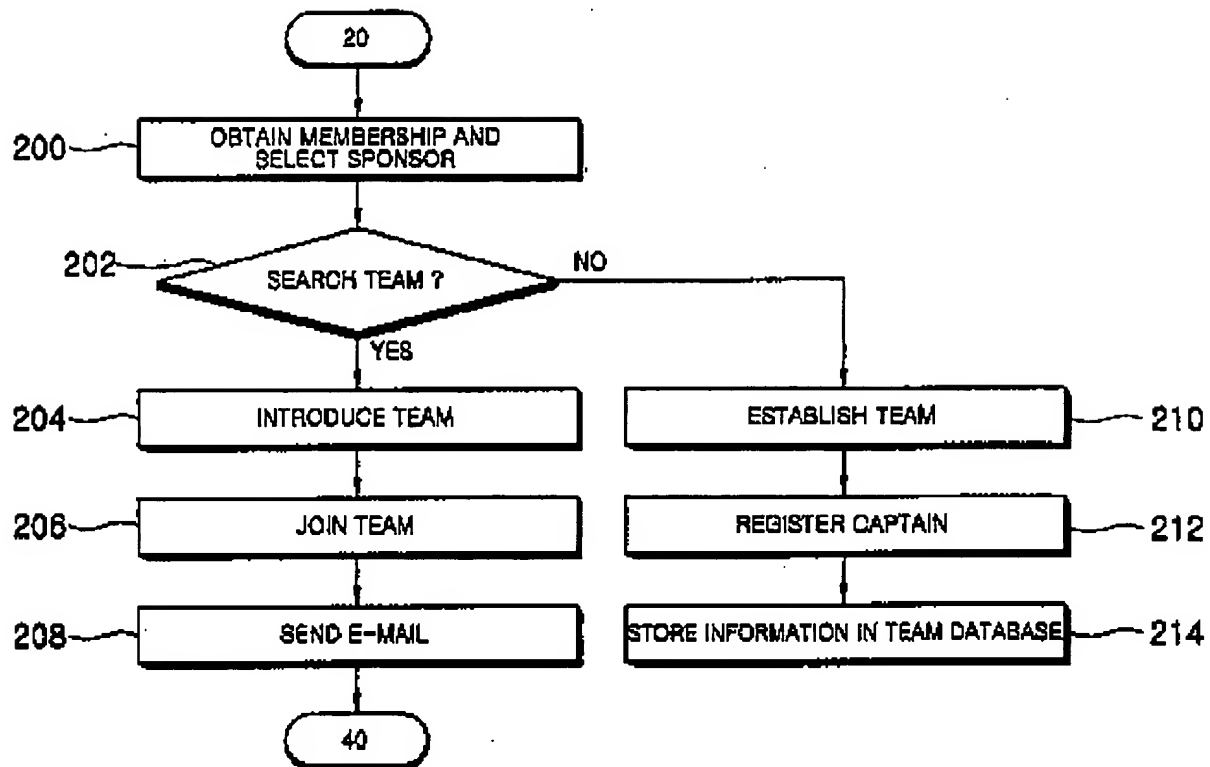 20
200
OBTAIN MEMBERSHIP AND
SELECT SPONSOR
202
SEARCH TEAM ?
NO
YES
204
INTRODUCE TEAM
ESTABLISH TEAM
210
206
JOIN TEAM
REGISTER CAPTAIN
212
208
SEND E-MAIL
STORE INFORMATION IN TEAM DATABASE
214
40